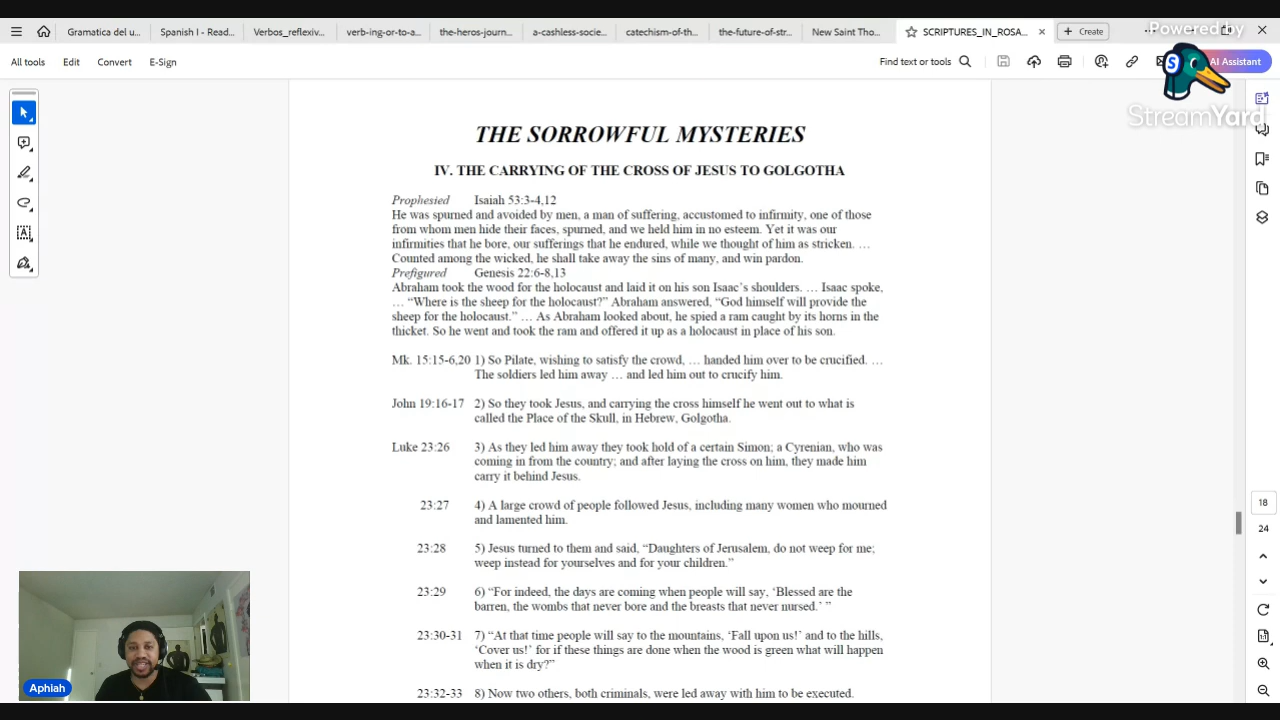 Gramatica del u...
Spanish I - Read...
Verbos_reflexiv...
verb-ing-or-to-a...
the-heros-journ...
a-cashless-socie...
catechism-of-th...
the-future-of-str...
New Saint Tho...
SCRIPTURES_IN_ROSA...
Create
Powered by
All tools
Edit
Convert
E-Sign
Find text or tools
AI Assistant
StreamYard
THE SORROWFUL MYSTERIES
IV. THE CARRYING OF THE CROSS OF JESUS TO GOLGOTHA
Prophesied Isaiah 53:3-4,12
He was spurned and avoided by men, a man of suffering, accustomed to infirmity, one of those
from whom men hide their faces, spurned, and we held him in no esteem. Yet it was our
infirmities that he bore, our sufferings that he endured, while we thought of him as stricken. …
Counted among the wicked, he shall take away the sins of many, and win pardon.
Prefigured Genesis 22:6-8,13
Abraham took the wood for the holocaust and laid it on his son Isaac's shoulders. … Isaac spoke,
… "Where is the sheep for the holocaust?" Abraham answered, "God himself will provide the
sheep for the holocaust." … As Abraham looked about, he spied a ram caught by its horns in the
thicket. So he went and took the ram and offered it up as a holocaust in place of his son.
Mk. 15:15-6,20 1) So Pilate, wishing to satisfy the crowd, … handed him over to be crucified. …
The soldiers led him away … and led him out to crucify him.
John 19:16-17 2) So they took Jesus, and carrying the cross himself he went out to what is
called the Place of the Skull, in Hebrew, Golgotha.
Luke 23:26 3) As they led him away they took hold of a certain Simon; a Cyrenian, who was
coming in from the country; and after laying the cross on him, they made him
carry it behind Jesus.
23:27 4) A large crowd of people followed Jesus, including many women who mourned
and lamented him.
23:28 5) Jesus turned to them and said, "Daughters of Jerusalem, do not weep for me;
weep instead for yourselves and for your children."
23:29 6) "For indeed, the days are coming when people will say, 'Blessed are the
barren, the wombs that never bore and the breasts that never nursed.' "
23:30-31 7) "At that time people will say to the mountains, 'Fall upon us!' and to the hills,
'Cover us!' for if these things are done when the wood is green what will happen
when it is dry?"
23:32-33 8) Now two others, both criminals, were led away with him to be executed.
18
24
Aphiah